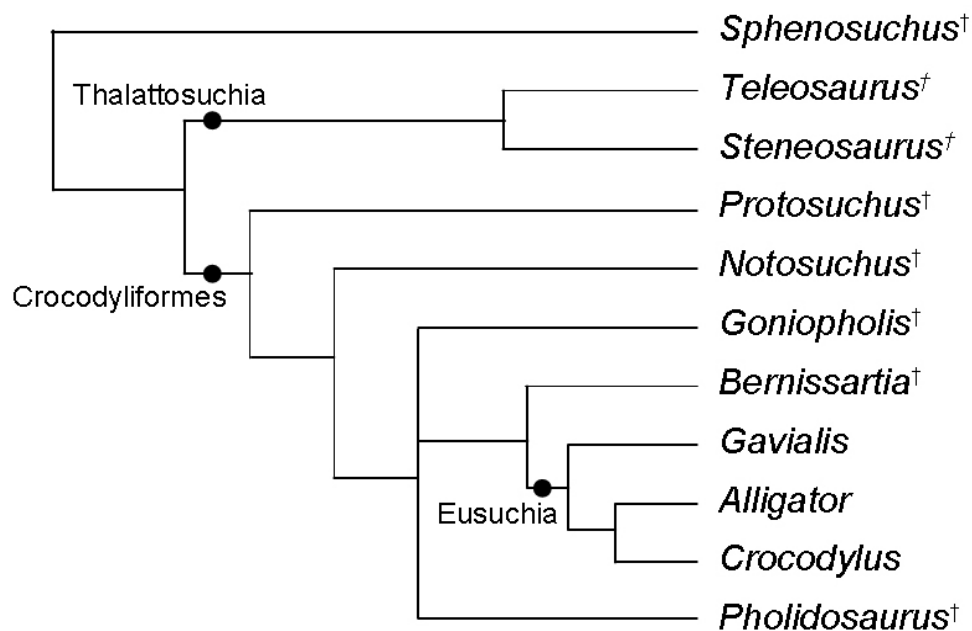 Sphenosuchus†
Thalattosuchia
Teleosaurus†
Steneosaurus†
Protosuchus†
Notosuchus†
Crocodyliformes
Goniopholis†
Bernissartia†
Gavialis
Alligator
Eusuchia
Crocodylus
Pholidosaurus†